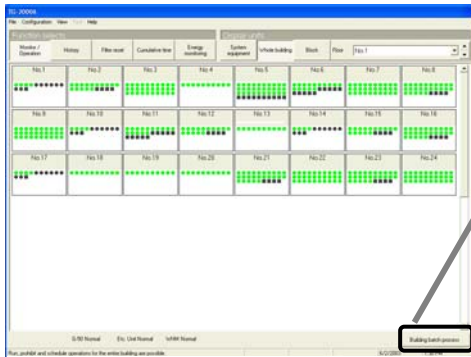 TG-2000A
File Configuration View Tool Help
Function selects
Display units
Monitor / Operation
History
Filter reset
Cumulative time
Energy monitoring
System equipment
Whole building
Block
Floor
No.1
No.1 No.2 No.3 No.4 No.5 No.6 No.7 No.8
No.9 No.10 No.11 No.12 No.13 No.14 No.15 No.16
No.17 No.18 No.19 No.20 No.21 No.22 No.23 No.24
G/50 Normal Etc. Unit Normal WHM Normal
Building batch process
Run, prohibit and schedule operations for the entire building are possible.